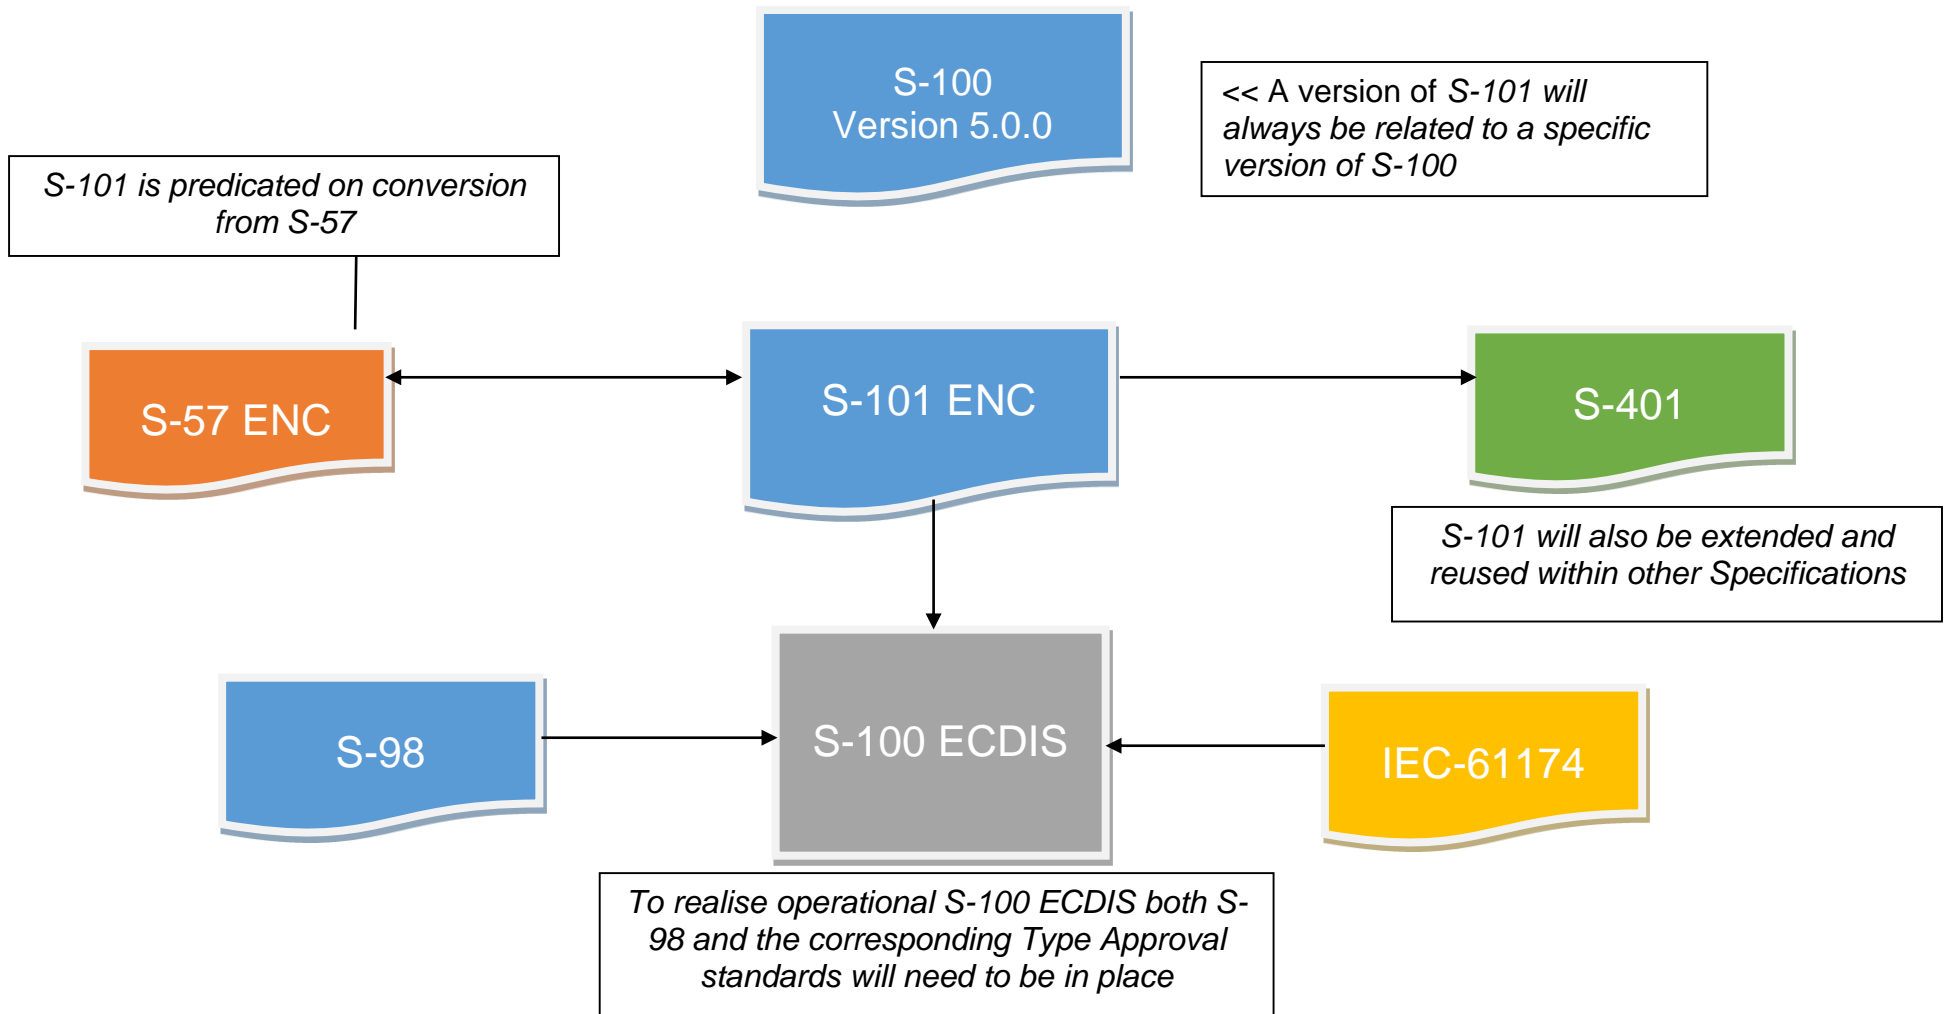 S-100
Version 5.0.0
<< A version of S-101 will
always be related to a specific
version of S-100
S-101 is predicated on conversion
from S-57
S-57 ENC
S-101 ENC
S-401
S-101 will also be extended and
reused within other Specifications
S-98
S-100 ECDIS
IEC-61174
To realise operational S-100 ECDIS both S-
98 and the corresponding Type Approval
standards will need to be in place